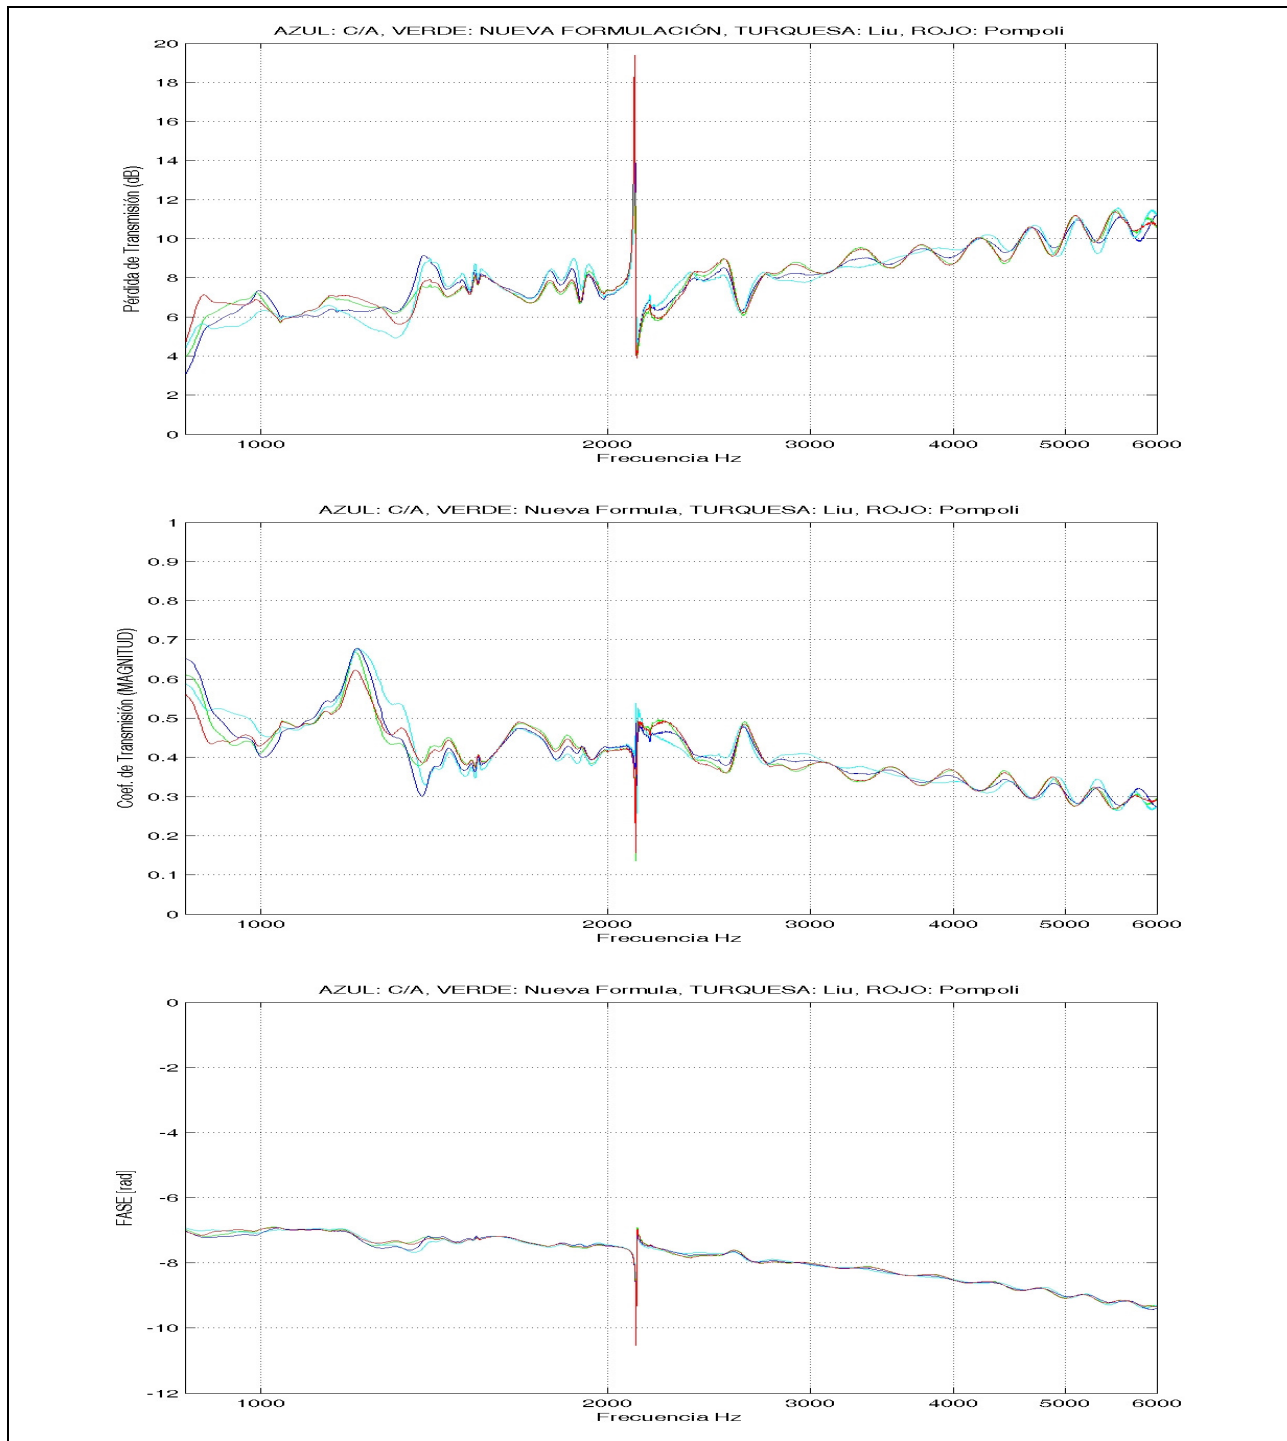 AZUL: C/A, VERDE: NUEVA FORMULACIÓN, TURQUESA: Liu, ROJO: Pompoli
20
18
16
14
12
10
8
6
4
2
0
Pérdida de Transmisión (dB)
1000 2000 3000 4000 5000 6000
Frecuencia Hz
AZUL: C/A, VERDE: Nueva Formula, TURQUESA: Liu, ROJO: Pompoli
1
0.9
0.8
0.7
0.6
0.5
0.4
0.3
0.2
0.1
0
Coef. de Transmisión (MAGNITUD)
1000 2000 3000 4000 5000 6000
Frecuencia Hz
AZUL: C/A, VERDE: Nueva Formula, TURQUESA: Liu, ROJO: Pompoli
0
-2
-4
-6
-8
-10
-12
FASE [rad]
1000 2000 3000 4000 5000 6000
Frecuencia Hz